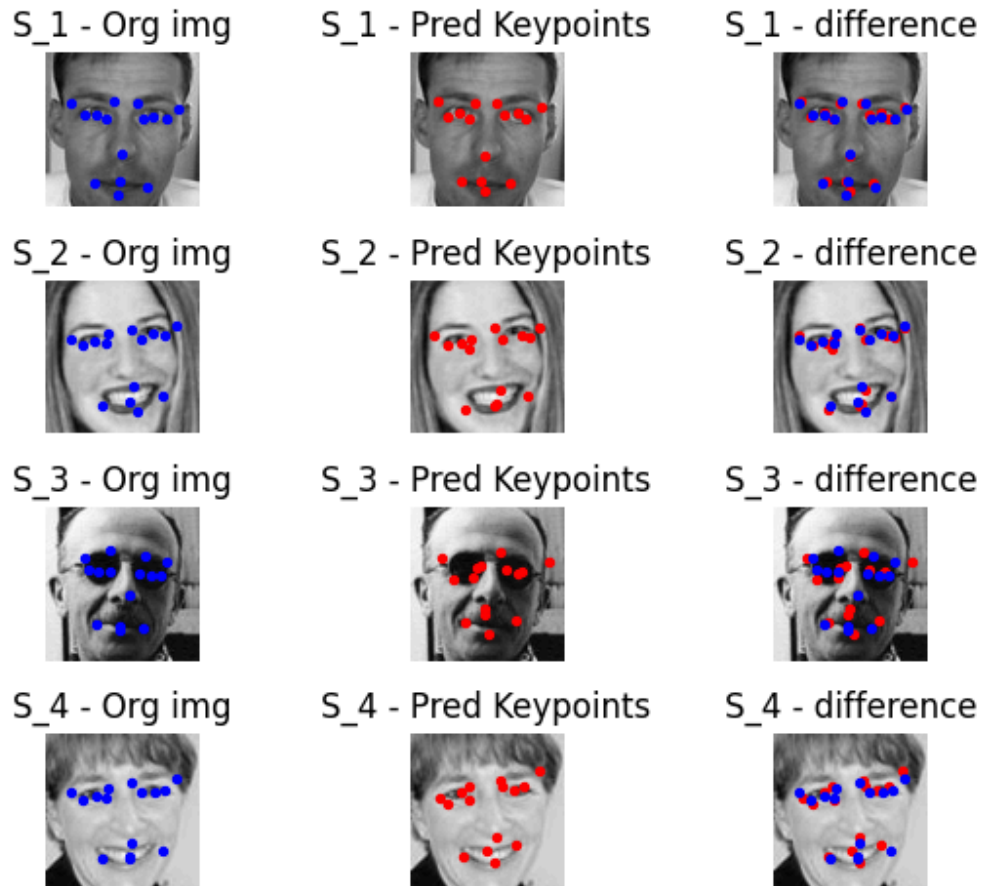 S_1 - Org img S_1 - Pred Keypoints S_1 - difference
S_2 - Org img S_2 - Pred Keypoints S_2 - difference
S_3 - Org img S_3 - Pred Keypoints S_3 - difference
S_4 - Org img S_4 - Pred Keypoints S_4 - difference